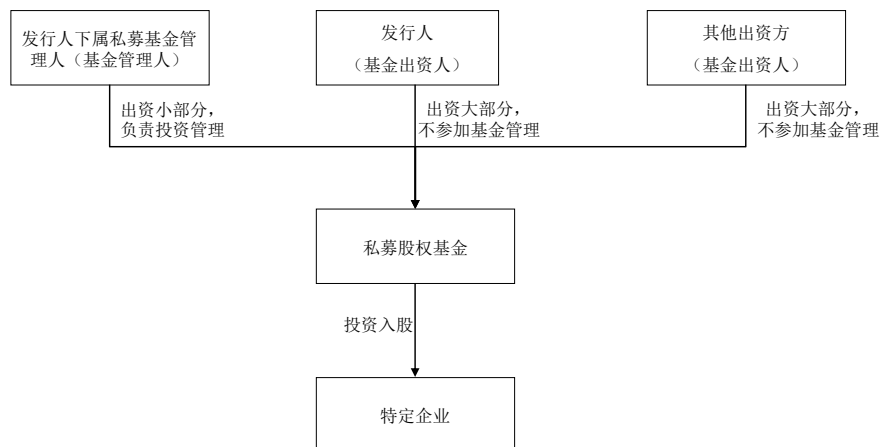 发行人下属私募基金管
理人（基金管理人）
发行人
（基金出资人）
其他出资方
（基金出资人）
出资小部分，
负责投资管理
出资大部分，
不参加基金管理
出资大部分，
不参加基金管理
私募股权基金
投资入股
特定企业